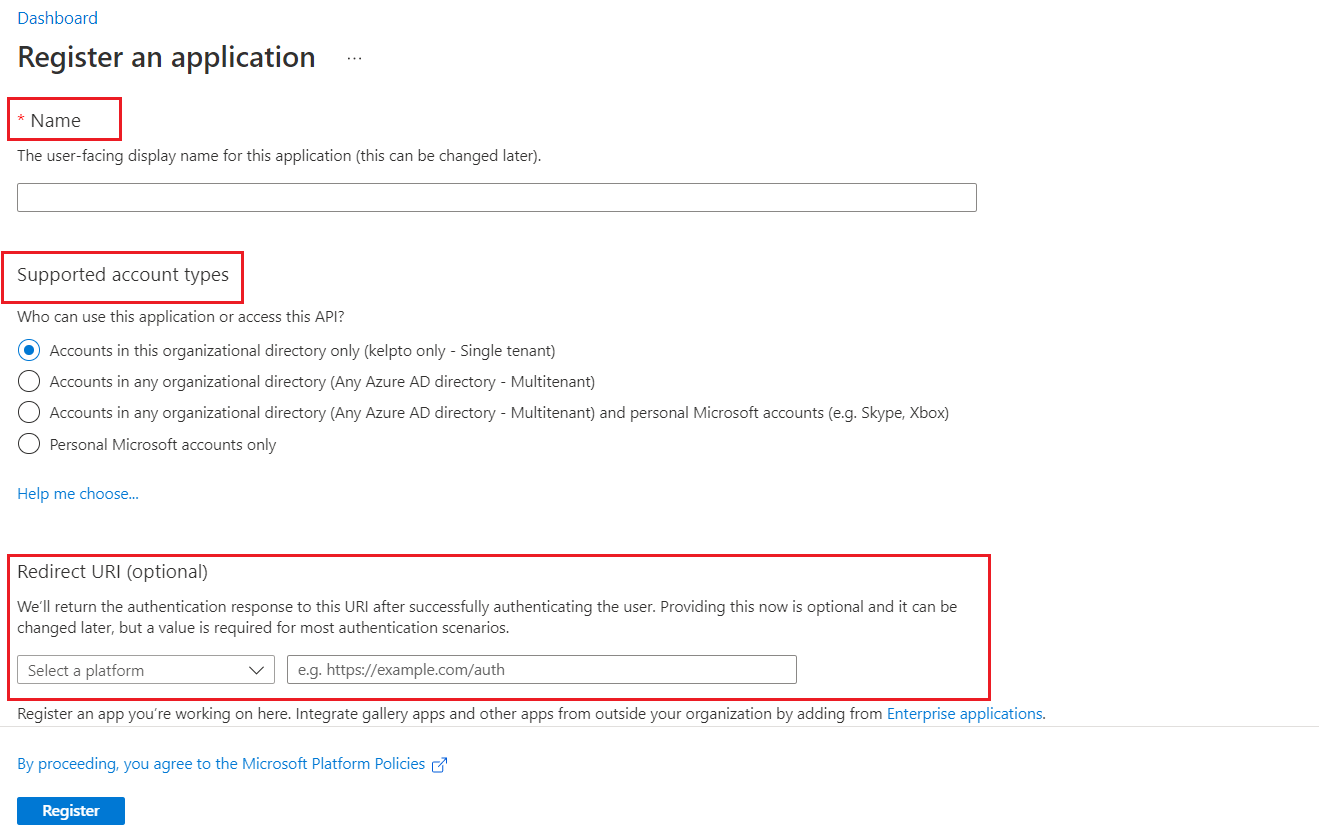 Dashboard
Register an application ...
* Name
The user-facing display name for this application (this can be changed later).
Supported account types
Who can use this application or access this API?
Accounts in this organizational directory only (kelpto only - Single tenant)
Accounts in any organizational directory (Any Azure AD directory - Multitenant)
Accounts in any organizational directory (Any Azure AD directory - Multitenant) and personal Microsoft accounts (e.g. Skype, Xbox)
Personal Microsoft accounts only
Help me choose...
Redirect URI (optional)
We'll return the authentication response to this URI after successfully authenticating the user. Providing this now is optional and it can be
changed later, but a value is required for most authentication scenarios.
Select a platform e.g. https://example.com/auth
Register an app you're working on here. Integrate gallery apps and other apps from outside your organization by adding from Enterprise applications.
By proceeding, you agree to the Microsoft Platform Policies
Register